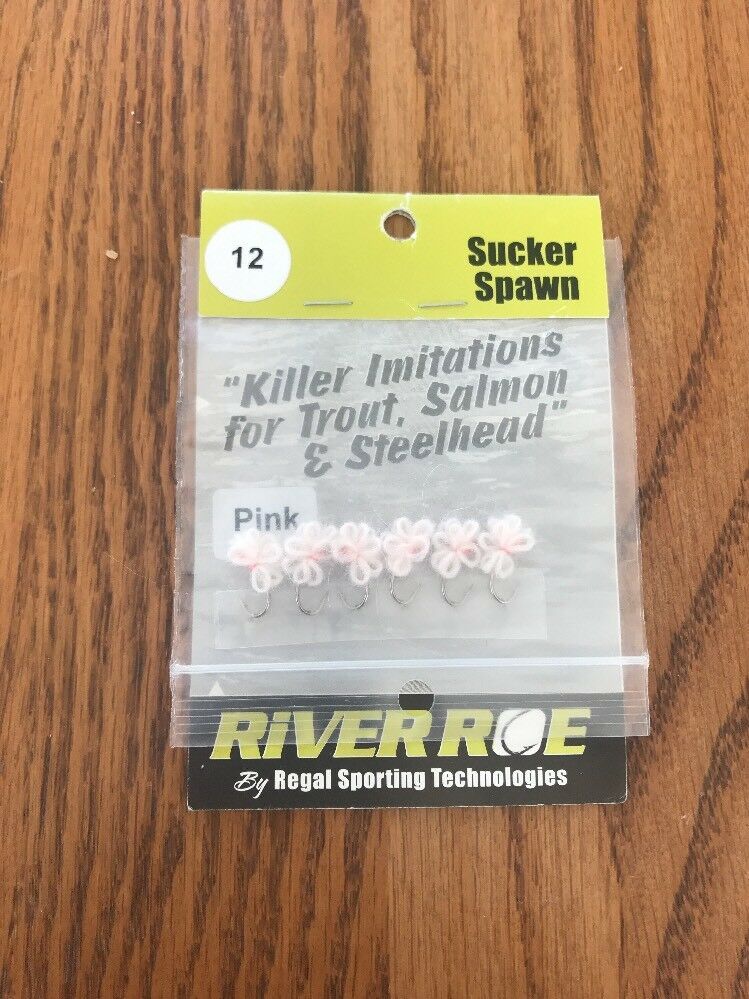 12
Sucker
Spawn
"Killer Imitations
for Trout, Salmon
& Steelhead"
Pink
RiVER ROE
By Regal Sporting Technologies